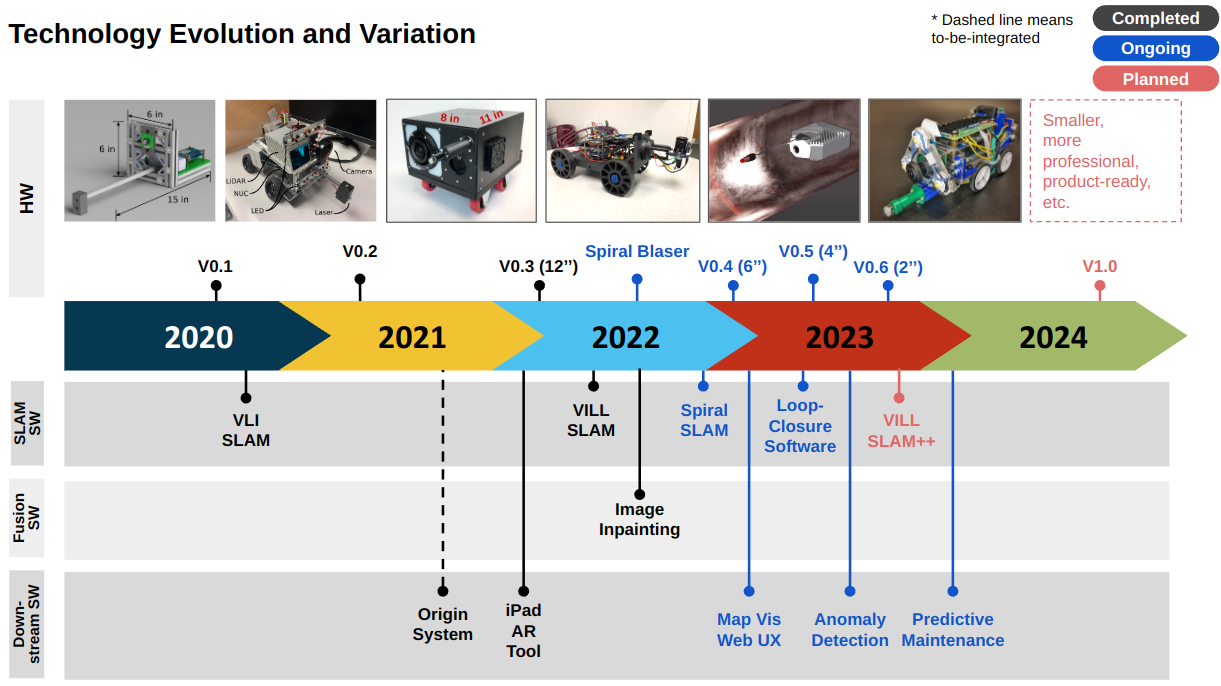 Technology Evolution and Variation
* Dashed line means
to-be-integrated
Completed
Ongoing
Planned
HW
6 in
6 in
15 in
LiDAR
NUC
LED
Camera
Laser
8 in
11 in
Smaller,
more
professional,
product-ready,
etc.
V0.1
V0.2
V0.3 (12’’)
Spiral Blaser
V0.4 (6’’)
V0.5 (4’’)
V0.6 (2’’)
V1.0
2020
2021
2022
2023
2024
SLAM
SW
VLI
SLAM
VILL
SLAM
Spiral
SLAM
Loop-
Closure
Software
VILL
SLAM++
Fusion
SW
Image
Inpainting
Down-
stream SW
Origin
System
iPad
AR
Tool
Map Vis
Web UX
Anomaly
Detection
Predictive
Maintenance